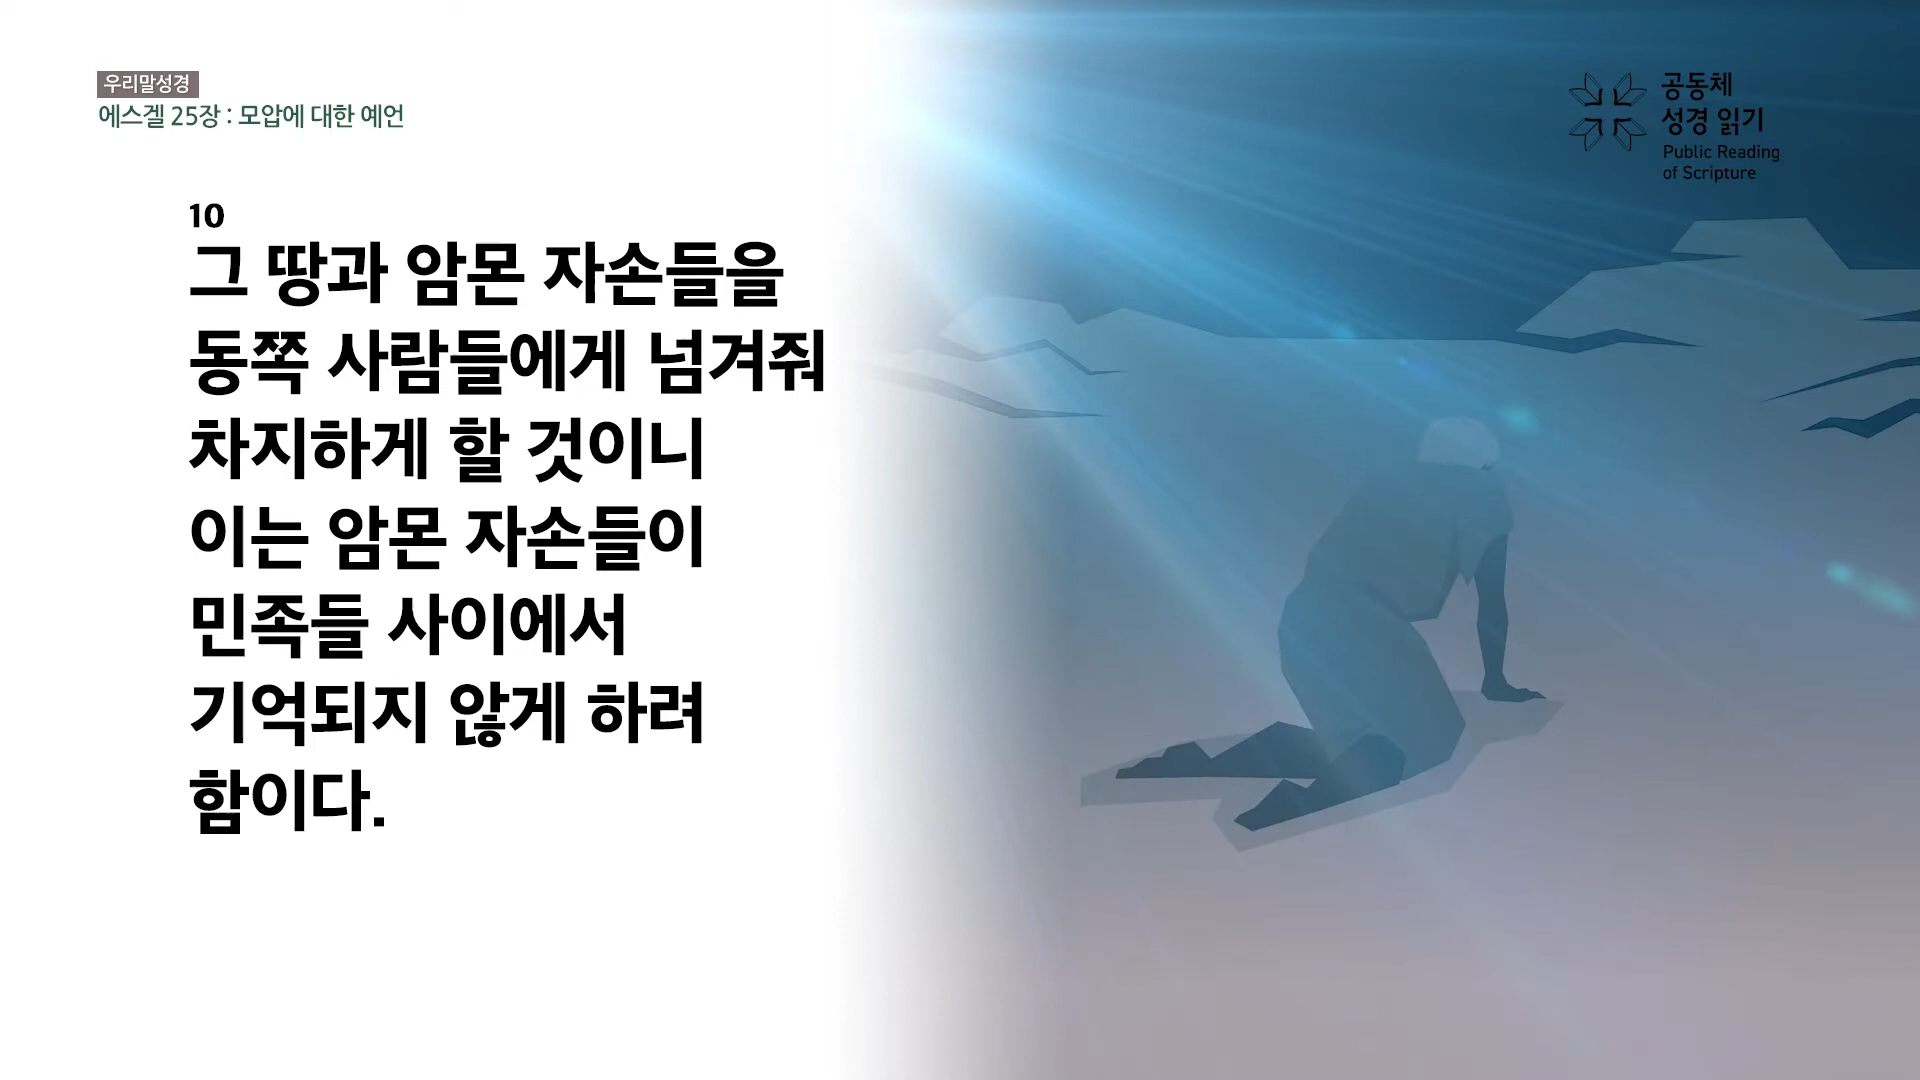 우리말성경
에스겔 25장 : 모압에 대한 예언
공동체
성경 읽기
Public Reading
of Scripture
10
그 땅과 암몬 자손들을
동쪽 사람들에게 넘겨줘
차지하게 할 것이니
이는 암몬 자손들이
민족들 사이에서
기억되지 않게 하려
함이다.